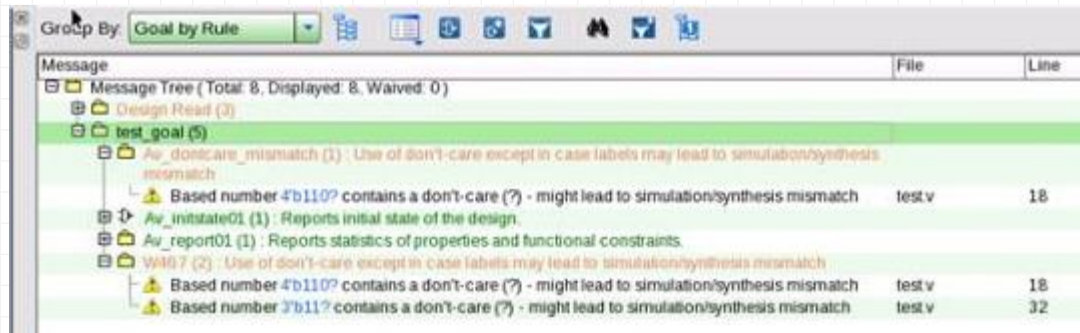 Group By: Goal by Rule
Message File Line
Message Tree (Total: 8, Displayed: 8, Waived: 0)
Design Read (3)
test_goal (5)
Av_dontcare_mismatch (1) : Use of don't-care except in case labels may lead to simulation/synthesis
mismatch
Based number 4'b110? contains a don't-care (?) - might lead to simulation/synthesis mismatch test.v 18
Av_initstate01 (1) : Reports initial state of the design.
Av_report01 (1) : Reports statistics of properties and functional constraints.
W467 (2) : Use of don't-care except in case labels may lead to simulation/synthesis mismatch
Based number 4'b110? contains a don't-care (?) - might lead to simulation/synthesis mismatch test.v 18
Based number 3'b11? contains a don't-care (?) - might lead to simulation/synthesis mismatch test.v 32